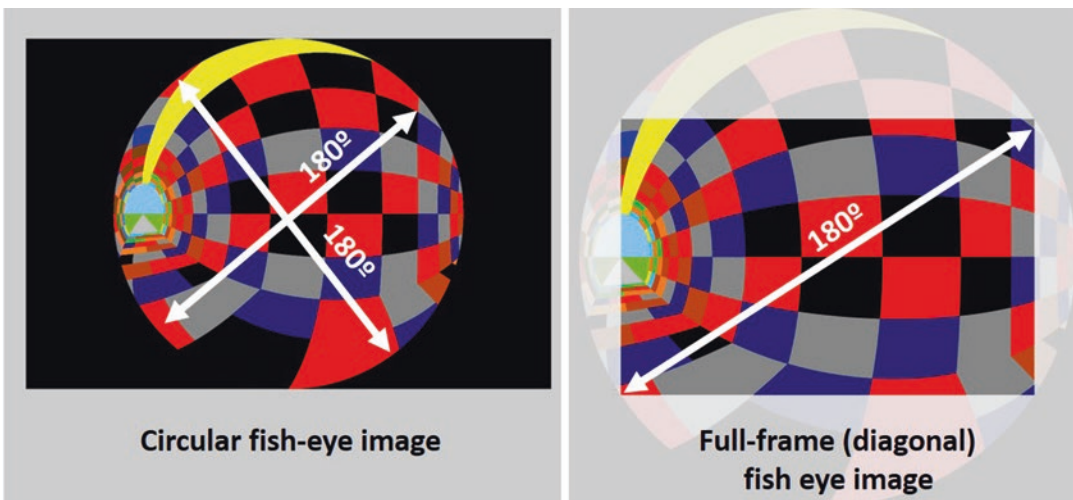 180º
180º
Circular fish-eye image
180º
Full-frame (diagonal)
fish eye image